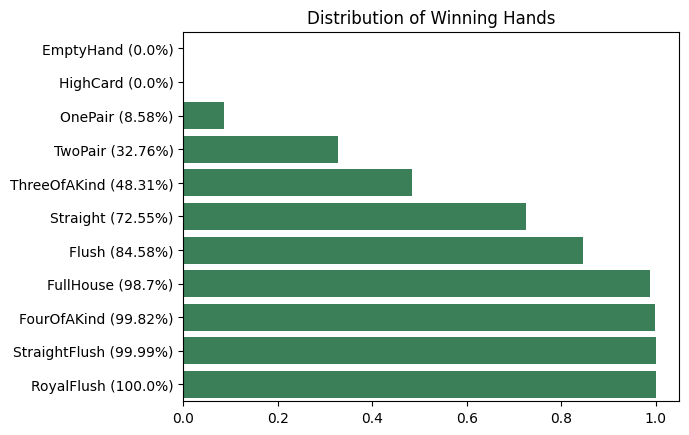 Distribution of Winning Hands
EmptyHand (0.0%)
HighCard (0.0%)
OnePair (8.58%)
TwoPair (32.76%)
ThreeOfAKind (48.31%)
Straight (72.55%)
Flush (84.58%)
FullHouse (98.7%)
FourOfAKind (99.82%)
StraightFlush (99.99%)
RoyalFlush (100.0%)
0.0 0.2 0.4 0.6 0.8 1.0